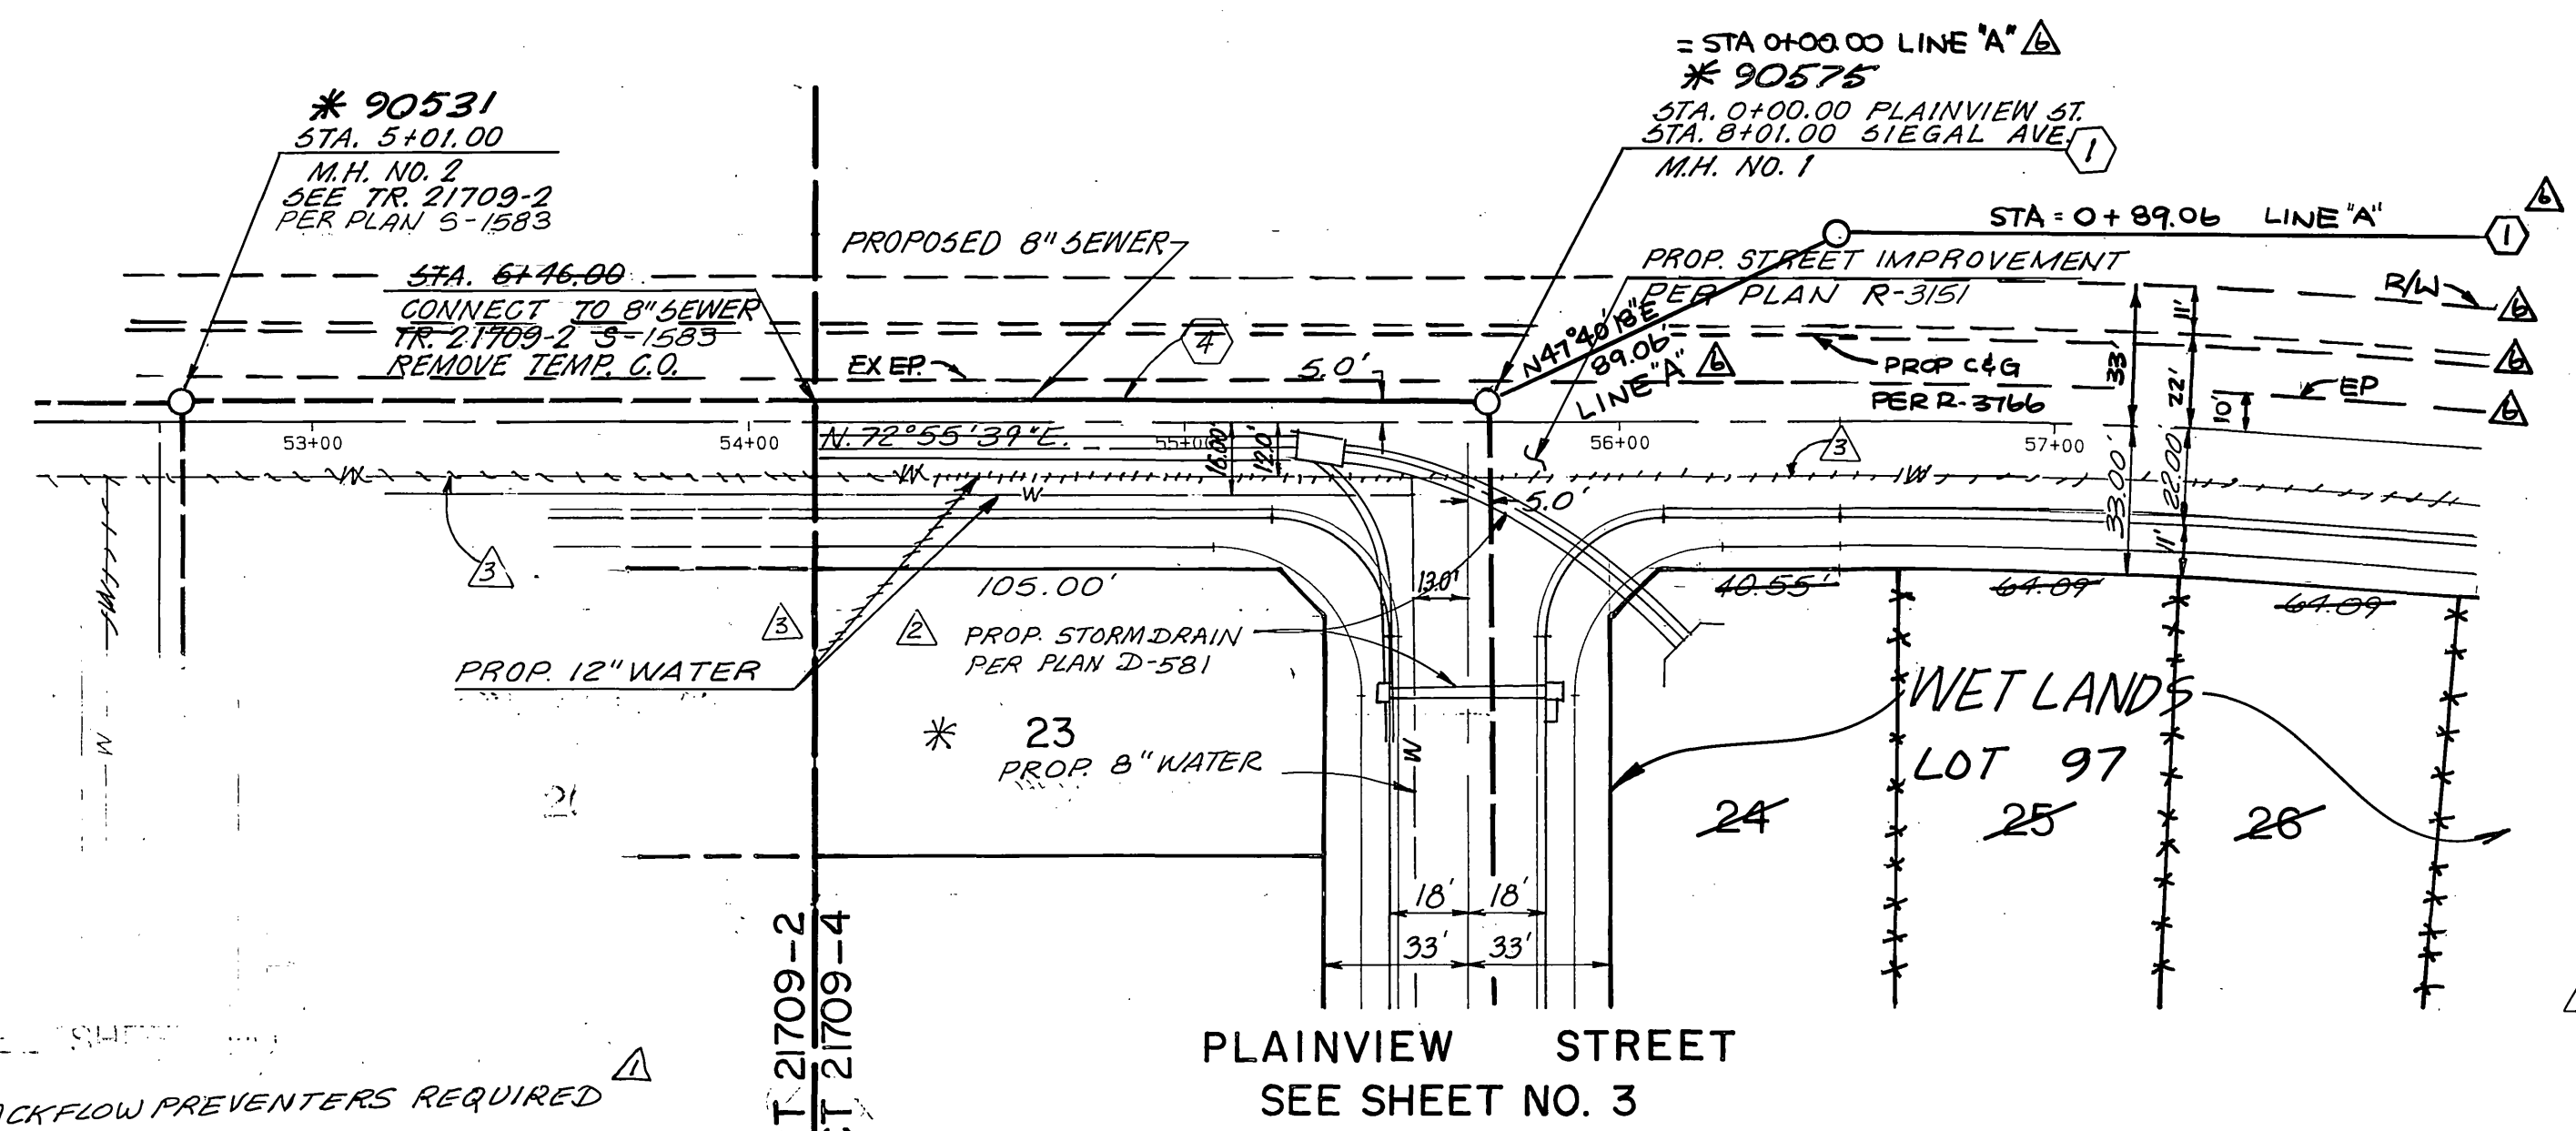 = STA 0+00.00 LINE "A" 6
* 90575
STA. 0+00.00 PLAINVIEW ST.
STA. 8+01.00 SIEGAL AVE. 1
M.H. NO. 1
* 90531
STA. 5+01.00
M.H. NO. 2
SEE TR. 21709-2
PER PLAN S-1583
STA = 0+89.06 LINE "A" 1 6
PROPOSED 8" SEWER
STA. 6+46.00
CONNECT TO 8" SEWER
TR. 21709-2 S-1583
REMOVE TEMP. C.O.
PROP. STREET IMPROVEMENT
PER PLAN R-3151
R/W 6
N47°40'18"E
89.06'
LINE "A" 6
EX EP.
4
5.0'
PROP C&G
PER R-3766
33'
11'
22'
10'
EP
6
6
53+00
54+00
N. 72°55'39"E.
55+00
56+00
57+00
16.00'
12.0'
3
W
W
W
W
5.0'
33.00'
22.00'
11'
3
105.00'
13.0'
40.55'
64.09'
64.09
3
2
PROP. STORM DRAIN
PER PLAN D-581
PROP. 12" WATER
WET LANDS
LOT 97
* 23
PROP. 8" WATER
W
W
W
24
25
26
18' 18'
33' 33'
T 21709-2
CT 21709-4
PLAINVIEW STREET
SEE SHEET NO. 3
BACKFLOW PREVENTERS REQUIRED 1